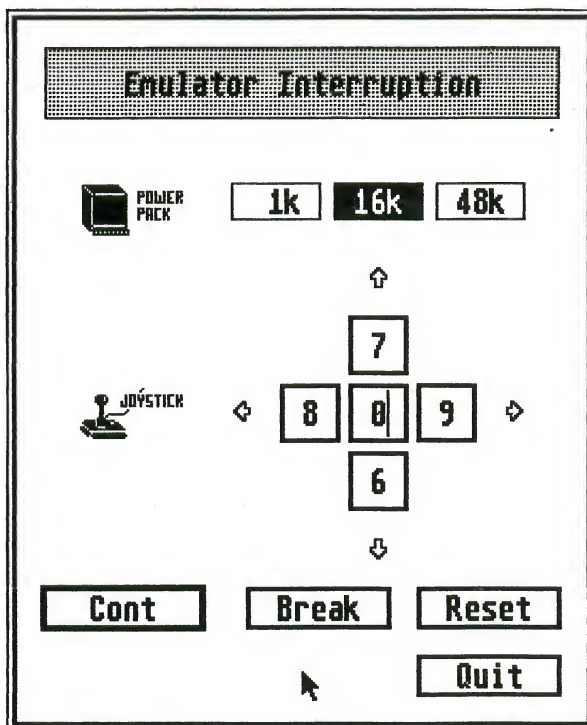 Emulator Interruption
POWER PACK
1k 16k 48k
7
JOYSTICK
8 0 9
6
Cont Break Reset
Quit